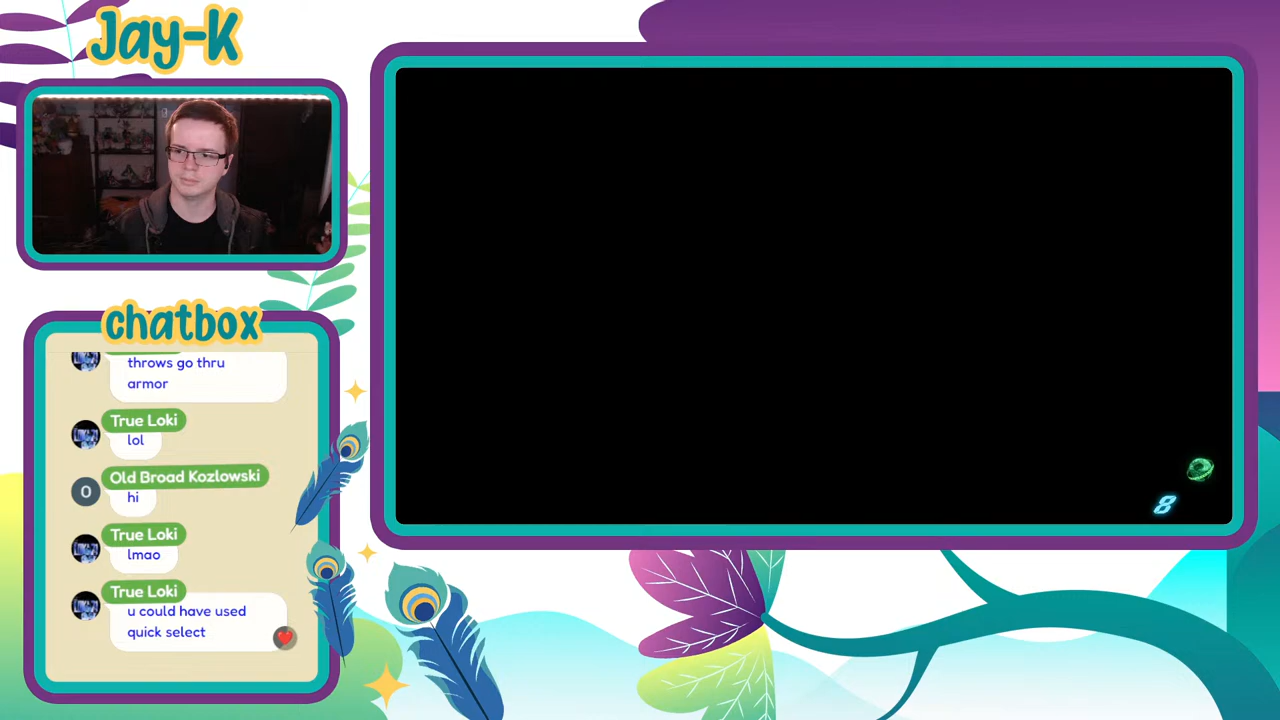 Jay-K
chatbox
throws go thru
armor
True Loki
lol
Old Broad Kozlowski
O
hi
True Loki
lmao
True Loki
u could have used
quick select
8